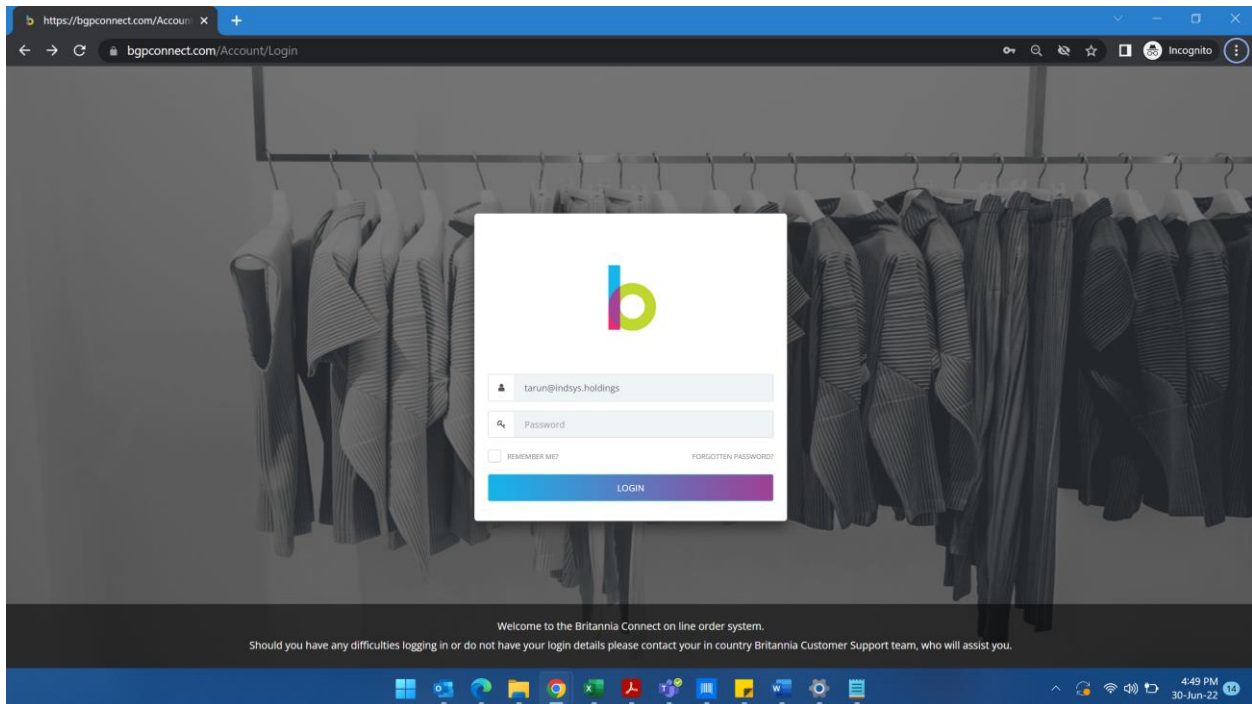 https://bgpconnect.com/Accoun
bgpconnect.com/Account/Login
Incognito
b
tarun@indsys.holdings
Password
REMEMBER ME?
FORGOTTEN PASSWORD?
LOGIN
Welcome to the Britannia Connect on line order system.
Should you have any difficulties logging in or do not have your login details please contact your in country Britannia Customer Support team, who will assist you.
4:49 PM
30-Jun-22
14